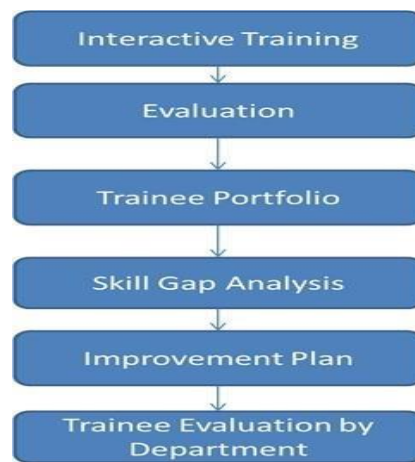 Interactive Training
Evaluation
Trainee Portfolio
Skill Gap Analysis
Improvement Plan
Trainee Evaluation by
Department